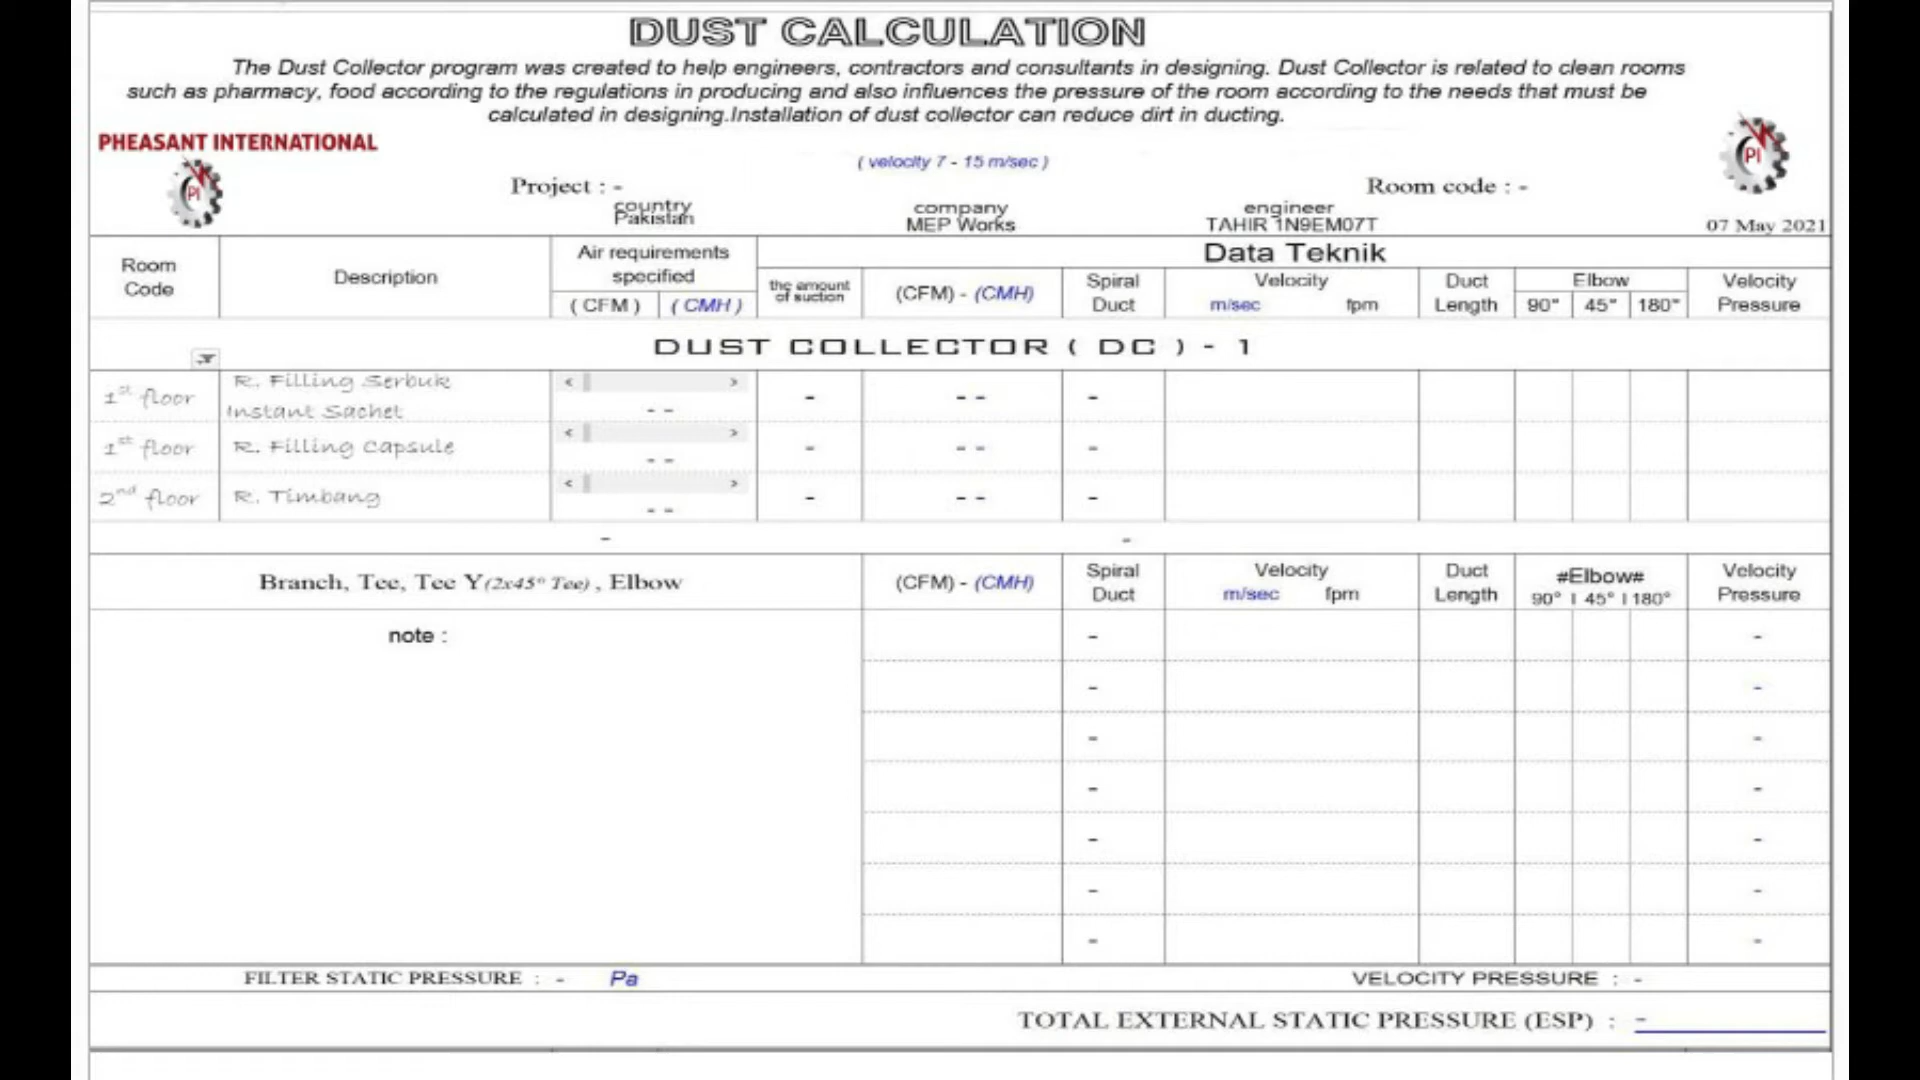 DUST CALCULATION
The Dust Collector program was created to help engineers, contractors and consultants in designing. Dust Collector is related to clean rooms
such as pharmacy, food according to the regulations in producing and also influences the pressure of the room according to the needs that must be
calculated in designing.Installation of dust collector can reduce dirt in ducting.
PHEASANT INTERNATIONAL
PI
PI
( velocity 7 - 15 m/sec )
Project : -
Room code : -
country
Pakistan
company
MEP Works
engineer
TAHIR 1N9EM07T
07 May 2021
Room Code
Description
Air requirements specified
( CFM ) ( CMH )
Data Teknik
the amount of suction
(CFM) - (CMH)
Spiral Duct
Velocity
m/sec fpm
Duct Length
Elbow
90° 45° 180°
Velocity Pressure
DUST COLLECTOR ( DC ) - 1
1st floor R. Filling Serbuk Instant Sachet < > - - - - - -
1st floor R. Filling Capsule < > - - - - - -
2nd floor R. Timbang < > - - - - - -
- -
Branch, Tee, Tee Y(2x45° Tee) , Elbow
(CFM) - (CMH)
Spiral Duct
Velocity
m/sec fpm
Duct Length
#Elbow#
90° I 45° I 180°
Velocity Pressure
note :
- -
- -
- -
- -
- -
- -
- -
FILTER STATIC PRESSURE : - Pa
VELOCITY PRESSURE : -
TOTAL EXTERNAL STATIC PRESSURE (ESP) : -